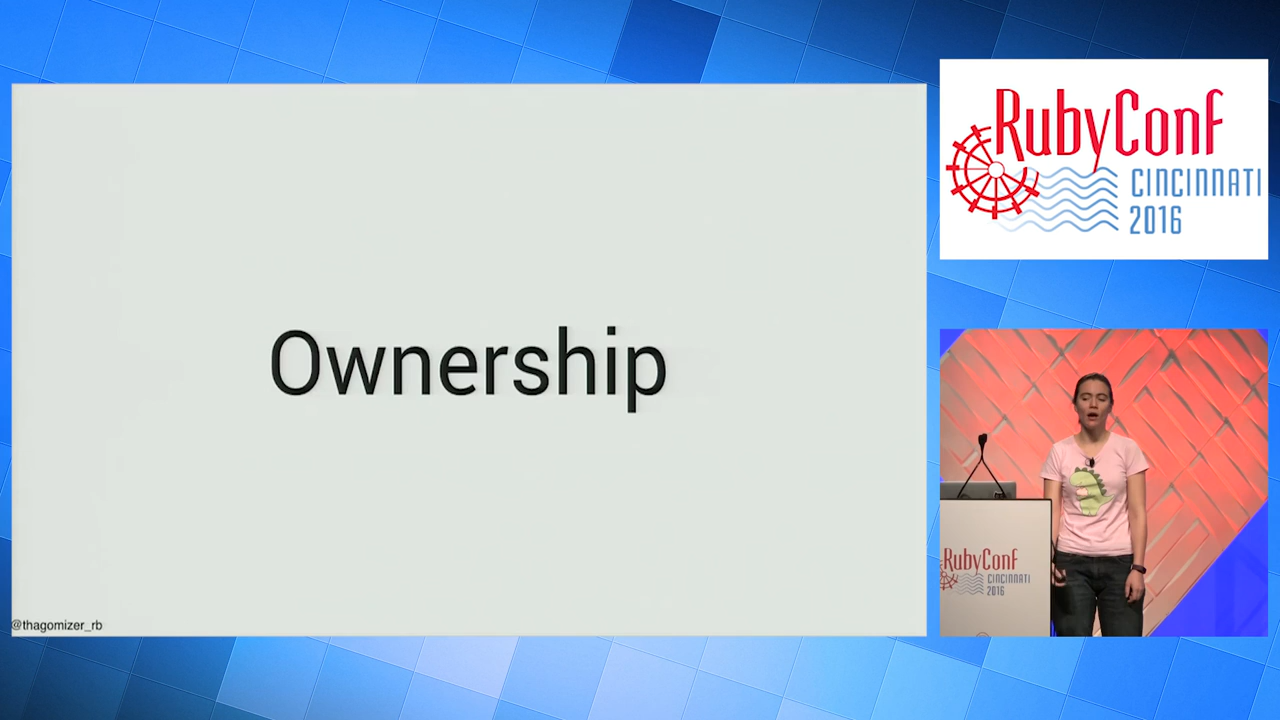 Ownership
@thagomizer_rb
RubyConf
CINCINNATI
2016
RubyConf
CINCINNATI
2016